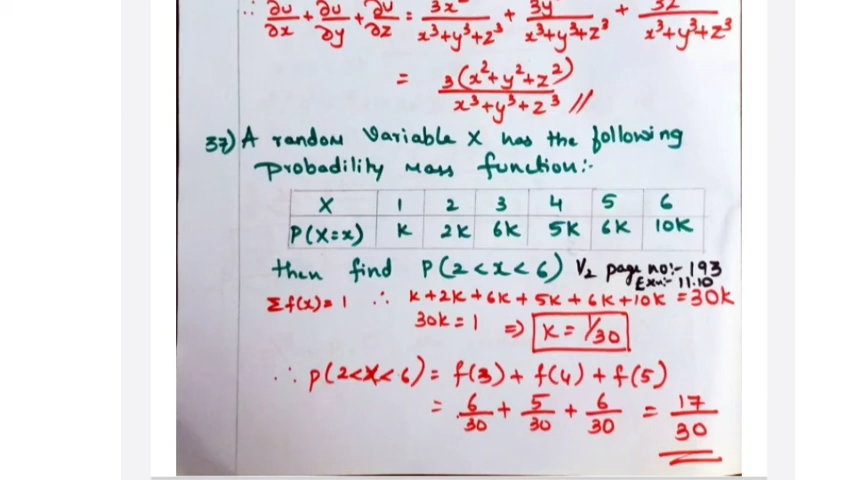 ∴ ∂u/∂x + ∂u/∂y + ∂u/∂z = 3x²/x³+y³+z³ + 3y²/x³+y³+z³ + 3z²/x³+y³+z³
= 3(x²+y²+z²)/x³+y³+z³ //
37) A random Variable X has the following
Probadility mass function:-
X 1 2 3 4 5 6
P(X=x) K 2K 6K 5K 6K 10K
then find P(2<x<6) V₂ page no:- 193
Exn:- 11.10
Σf(x)=1 ∴ K+2K+6K+5K+6K+10K = 30K
30K=1 ⇒ K = 1/30
∴ P(2<X<6) = f(3) + f(4) + f(5)
= 6/30 + 5/30 + 6/30 = 17/30